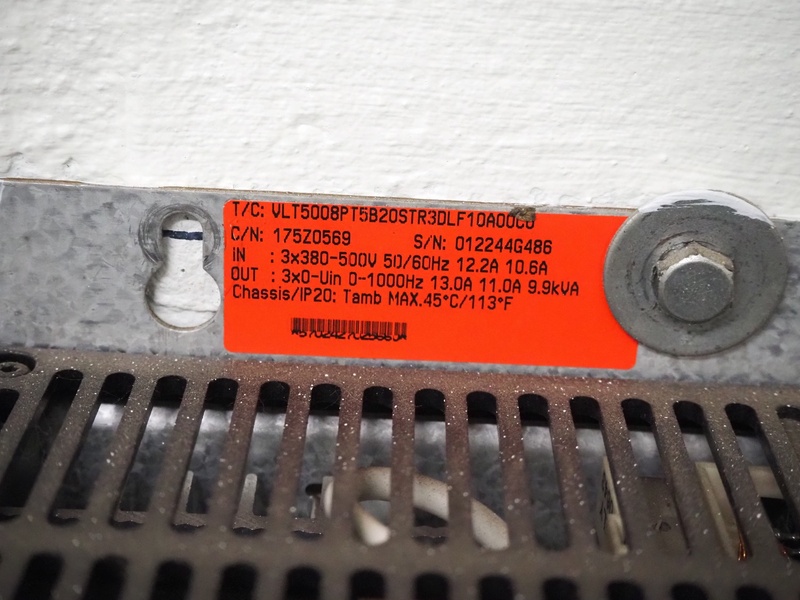 T/C: VLT5008PT5B20STR3DLF10A00C0
C/N: 175Z0569 S/N: 012244G486
IN : 3x380-500V 50/60Hz 12.2A 10.6A
OUT : 3x0-Uin 0-1000Hz 13.0A 11.0A 9.9kVA
Chassis/IP20: Tamb MAX.45°C/113°F